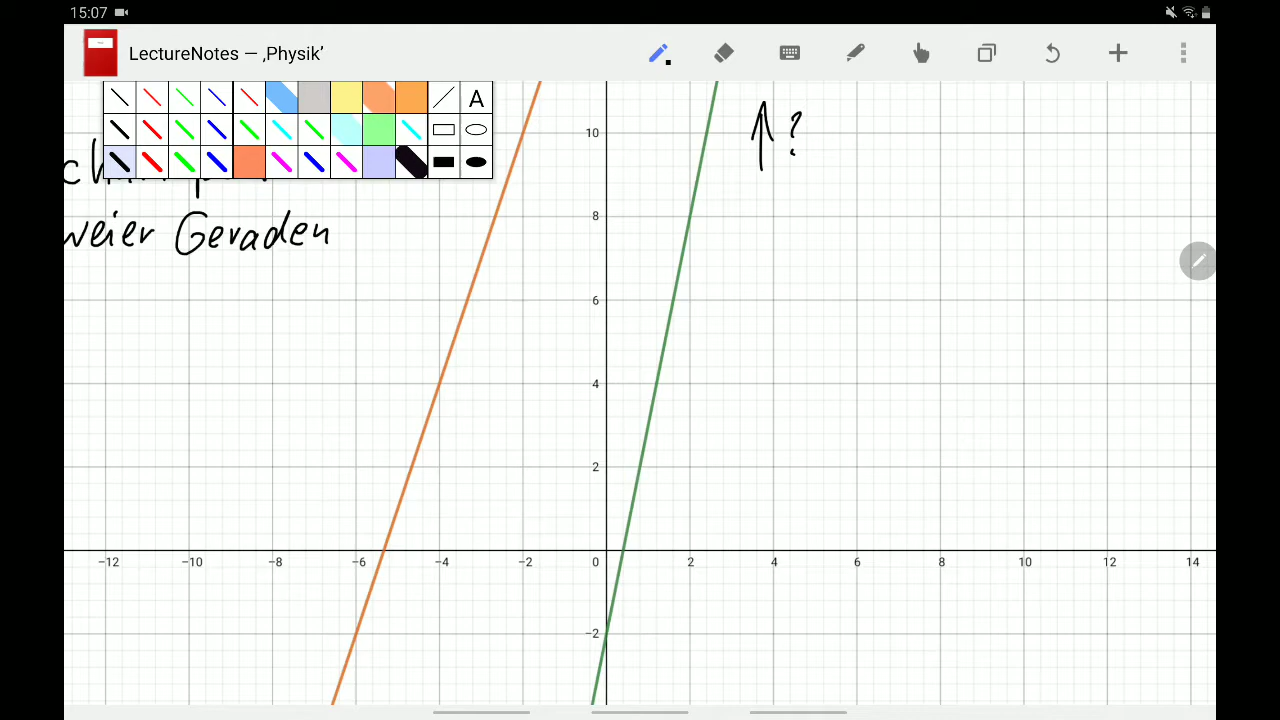 15:07
LectureNotes — ‚Physik‘
A
weier Geraden
?
10
8
6
4
2
−12 −10 −8 −6 −4 −2 0 2 4 6 8 10 12 14
−2